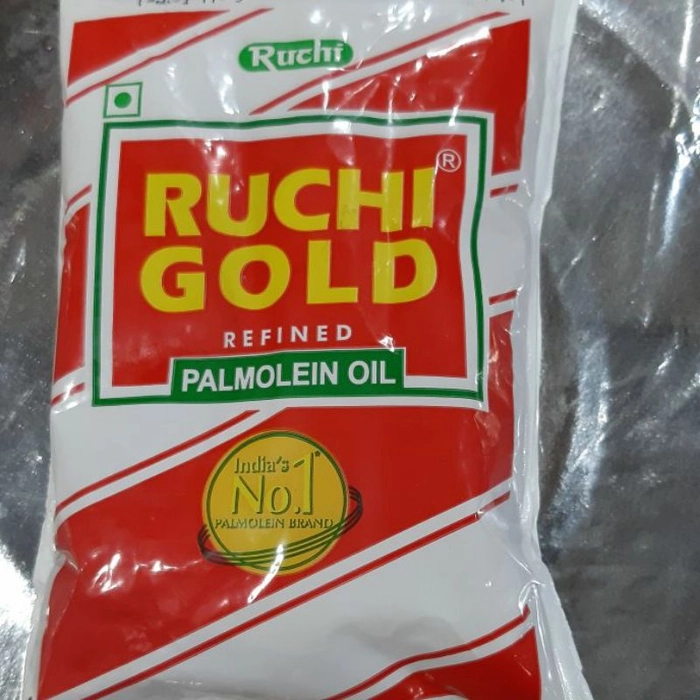 Ruchi
RUCHI®
GOLD
REFINED
PALMOLEIN OIL
India's
No.1*
PALMOLEIN BRAND